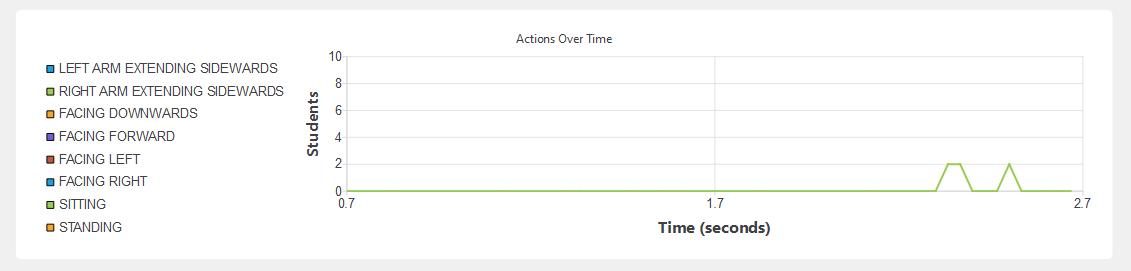 Actions Over Time
LEFT ARM EXTENDING SIDEWARDS
RIGHT ARM EXTENDING SIDEWARDS
FACING DOWNWARDS
FACING FORWARD
FACING LEFT
FACING RIGHT
SITTING
STANDING
Students
10
8
6
4
2
0
0.7
1.7
2.7
Time (seconds)